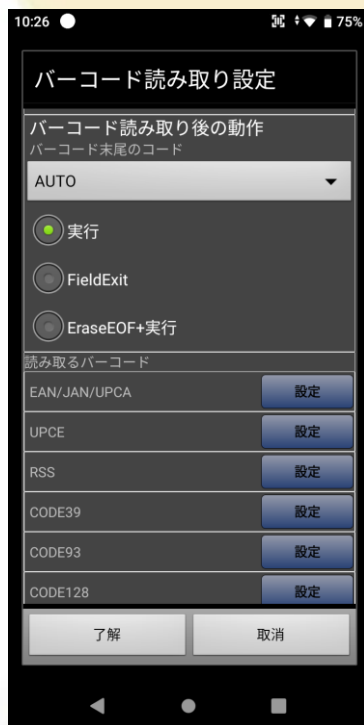 10:26
75%
バーコード読み取り設定
バーコード読み取り後の動作
バーコード末尾のコード
AUTO
実行
FieldExit
EraseEOF+実行
読み取るバーコード
EAN/JAN/UPCA 設定
UPCE 設定
RSS 設定
CODE39 設定
CODE93 設定
CODE128 設定
了解 取消